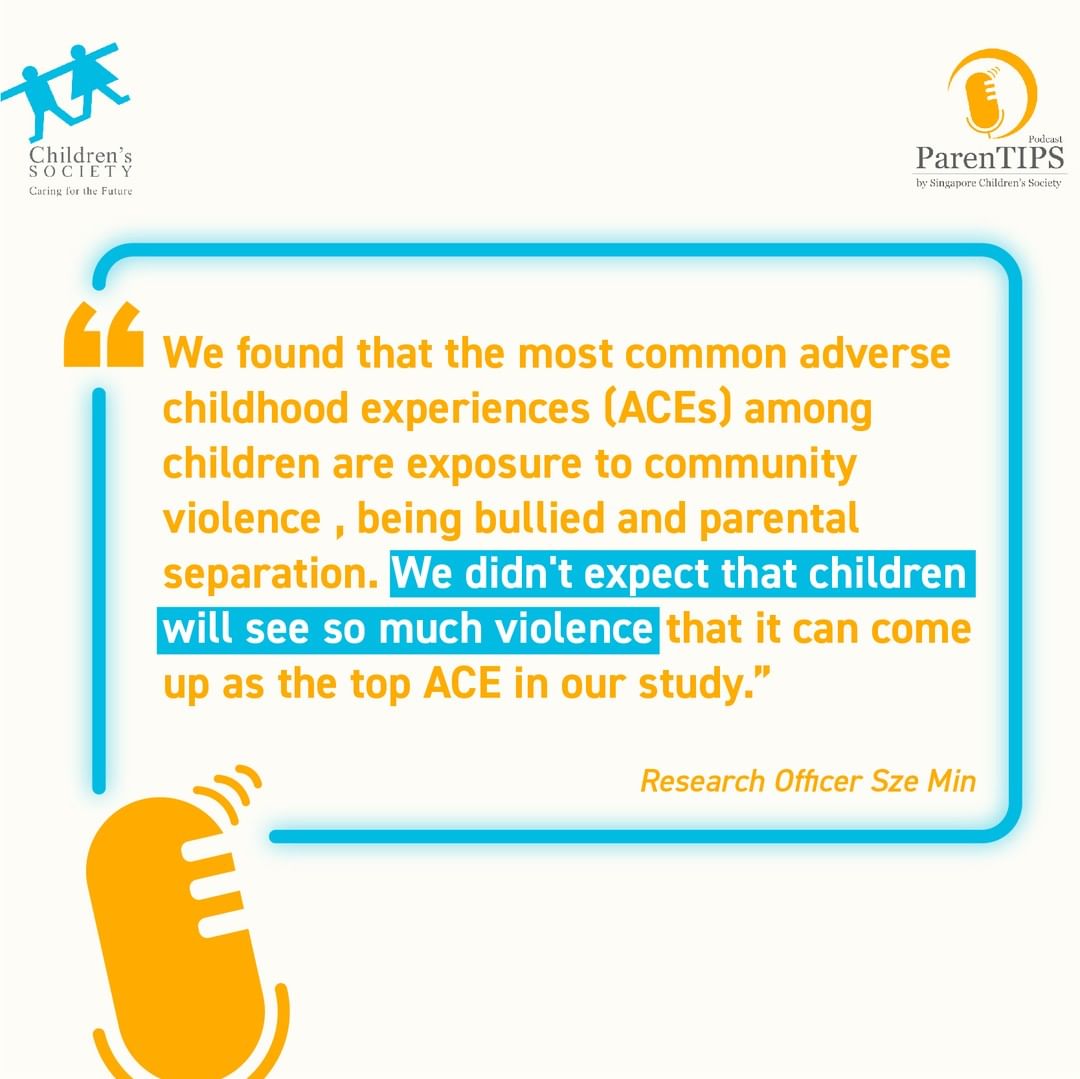 Children's
SOCIETY
Caring for the Future
Podcast
ParenTIPS
by Singapore Children's Society
“We found that the most common adverse
childhood experiences (ACEs) among
children are exposure to community
violence , being bullied and parental
separation. We didn't expect that children
will see so much violence that it can come
up as the top ACE in our study.”
Research Officer Sze Min